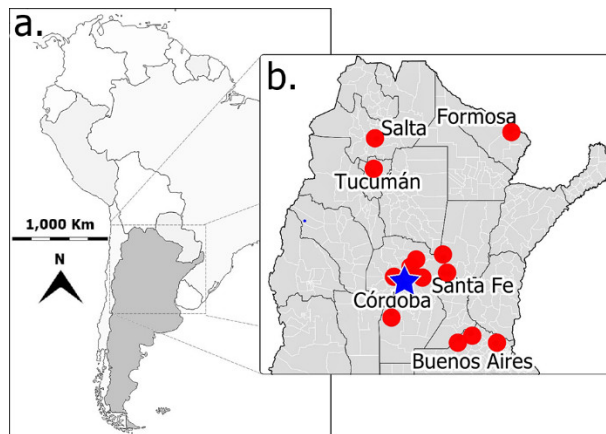 a.
1,000 Km
N
b.
Formosa
Salta
Tucumán
Santa Fe
Córdoba
Buenos Aires